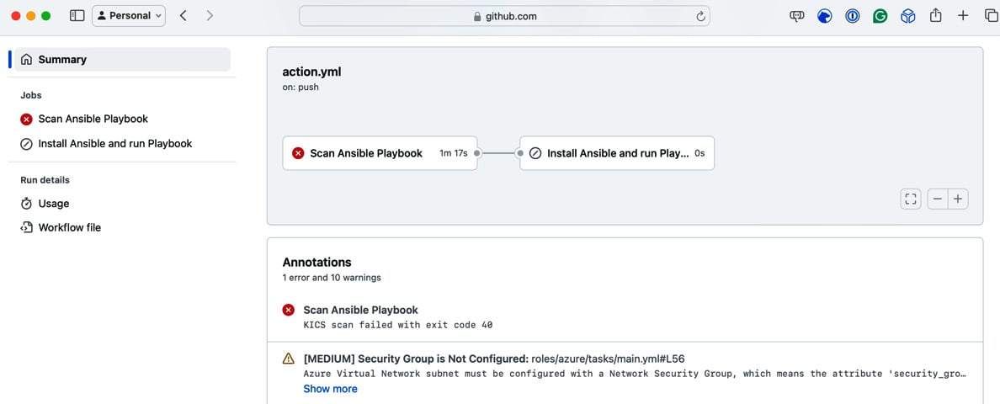 Personal
github.com
Summary
Jobs
Scan Ansible Playbook
Install Ansible and run Playbook
Run details
Usage
Workflow file
action.yml
on: push
Scan Ansible Playbook 1m 17s
Install Ansible and run Play... 0s
Annotations
1 error and 10 warnings
Scan Ansible Playbook
KICS scan failed with exit code 40
[MEDIUM] Security Group is Not Configured: roles/azure/tasks/main.yml#L56
Azure Virtual Network subnet must be configured with a Network Security Group, which means the attribute 'security_gro…
Show more